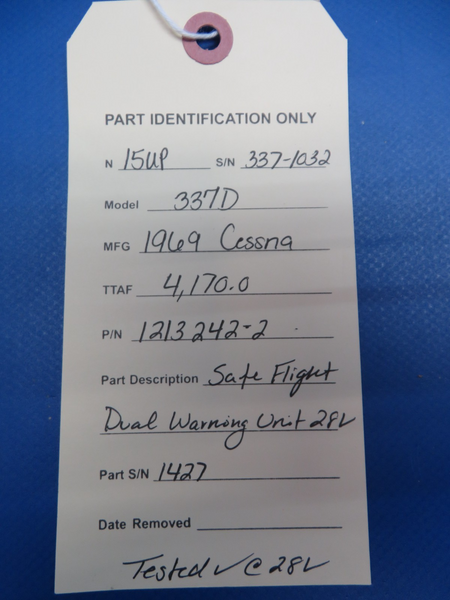 PART IDENTIFICATION ONLY
N 15UP S/N 337-1032
Model 337D
MFG 1969 Cessna
TTAF 4,170.0
P/N 1213242-2
Part Description Safe Flight
Dual Warning Unit 28V
Part S/N 1427
Date Removed
Tested ✓ @ 28V